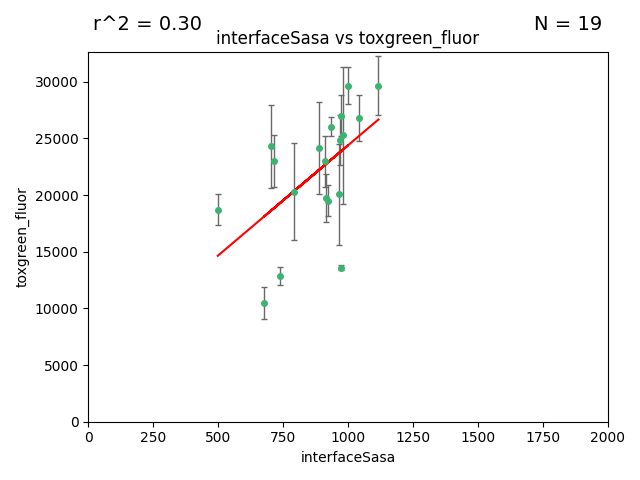 r^2 = 0.30
N = 19
interfaceSasa vs toxgreen_fluor
30000
25000
20000
15000
10000
5000
0
toxgreen_fluor
0 250 500 750 1000 1250 1500 1750 2000
interfaceSasa